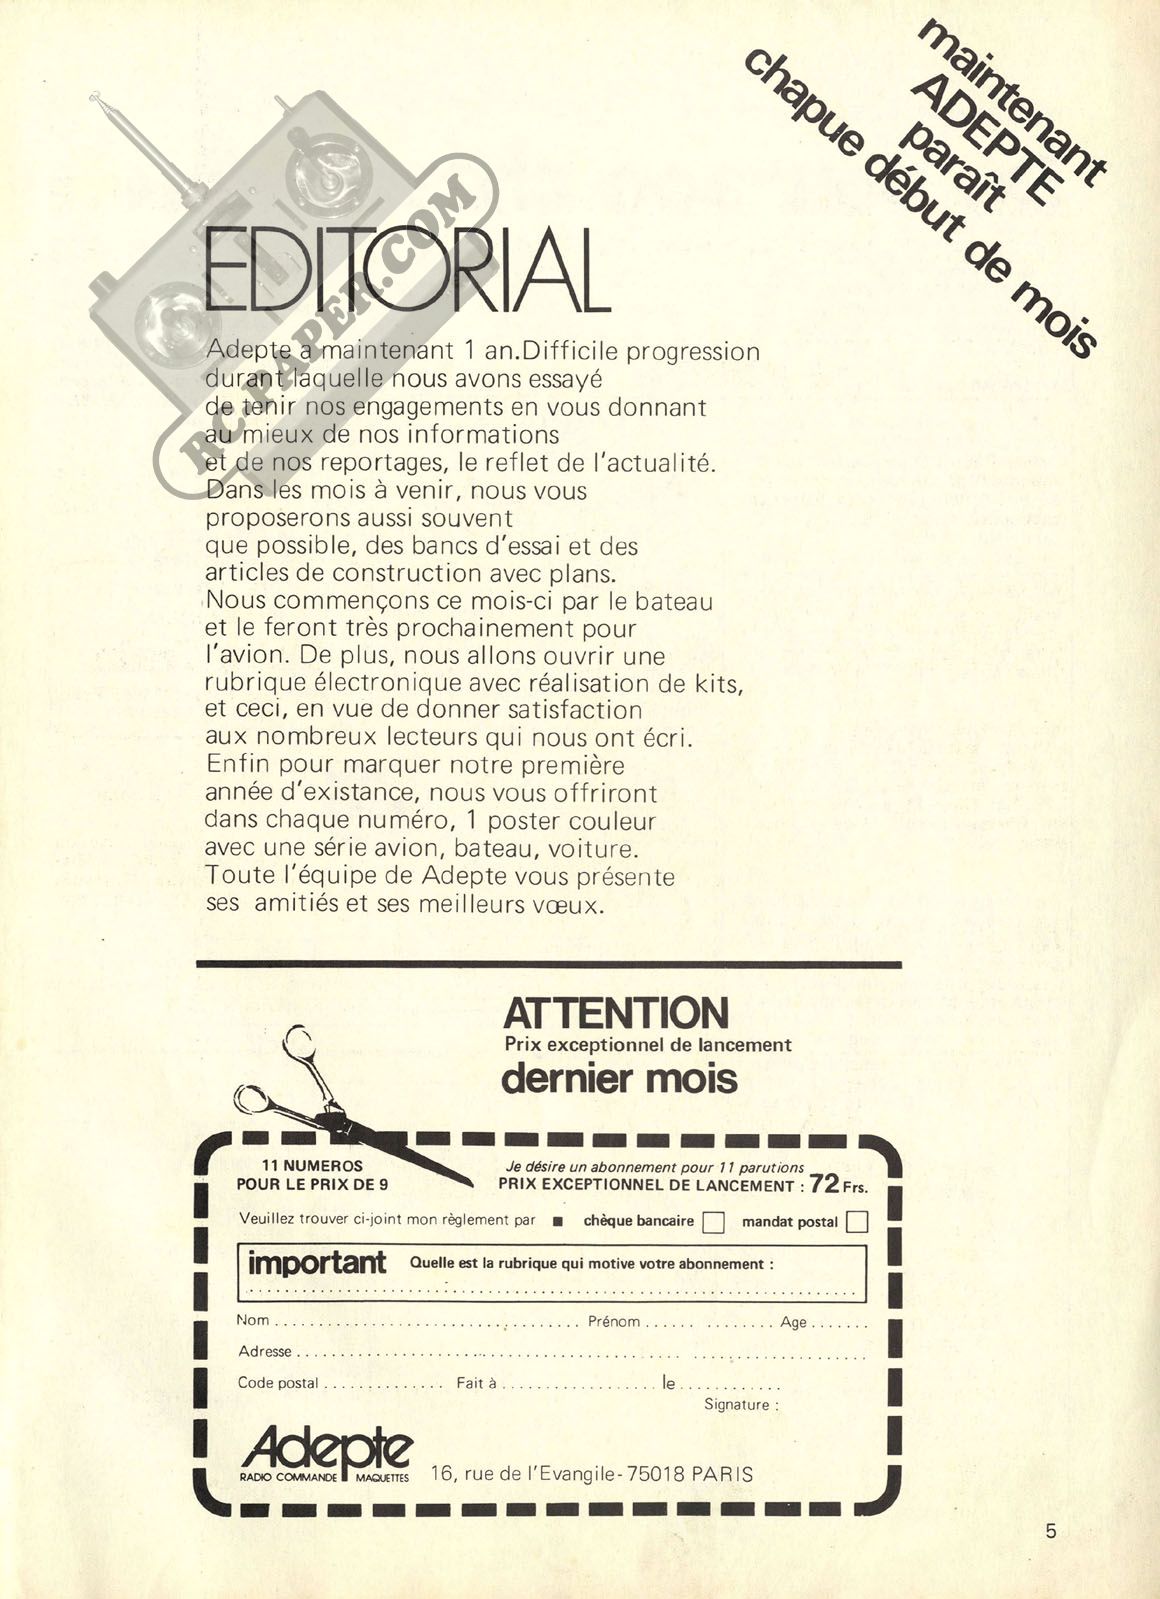 maintenant
ADEPTE
paraît
chapue début de mois
EDITORIAL
RC-PAPER.COM
Adepte a maintenant 1 an.Difficile progression
durant laquelle nous avons essayé
de tenir nos engagements en vous donnant
au mieux de nos informations
et de nos reportages, le reflet de l'actualité.
Dans les mois à venir, nous vous
proposerons aussi souvent
que possible, des bancs d'essai et des
articles de construction avec plans.
Nous commençons ce mois-ci par le bateau
et le feront très prochainement pour
l'avion. De plus, nous allons ouvrir une
rubrique électronique avec réalisation de kits,
et ceci, en vue de donner satisfaction
aux nombreux lecteurs qui nous ont écri.
Enfin pour marquer notre première
année d'existance, nous vous offriront
dans chaque numéro, 1 poster couleur
avec une série avion, bateau, voiture.
Toute l'équipe de Adepte vous présente
ses amitiés et ses meilleurs vœux.
ATTENTION
Prix exceptionnel de lancement
dernier mois
11 NUMEROS
POUR LE PRIX DE 9
Je désire un abonnement pour 11 parutions
PRIX EXCEPTIONNEL DE LANCEMENT : 72 Frs.
Veuillez trouver ci-joint mon règlement par ■ chèque bancaire □ mandat postal □
important Quelle est la rubrique qui motive votre abonnement :
Nom .......... Prénom .......... Age .......
Adresse ..........
Code postal .......... Fait à .......... le ..........
Signature :
Adepte
RADIO COMMANDE MAQUETTES
16, rue de l'Evangile - 75018 PARIS
5